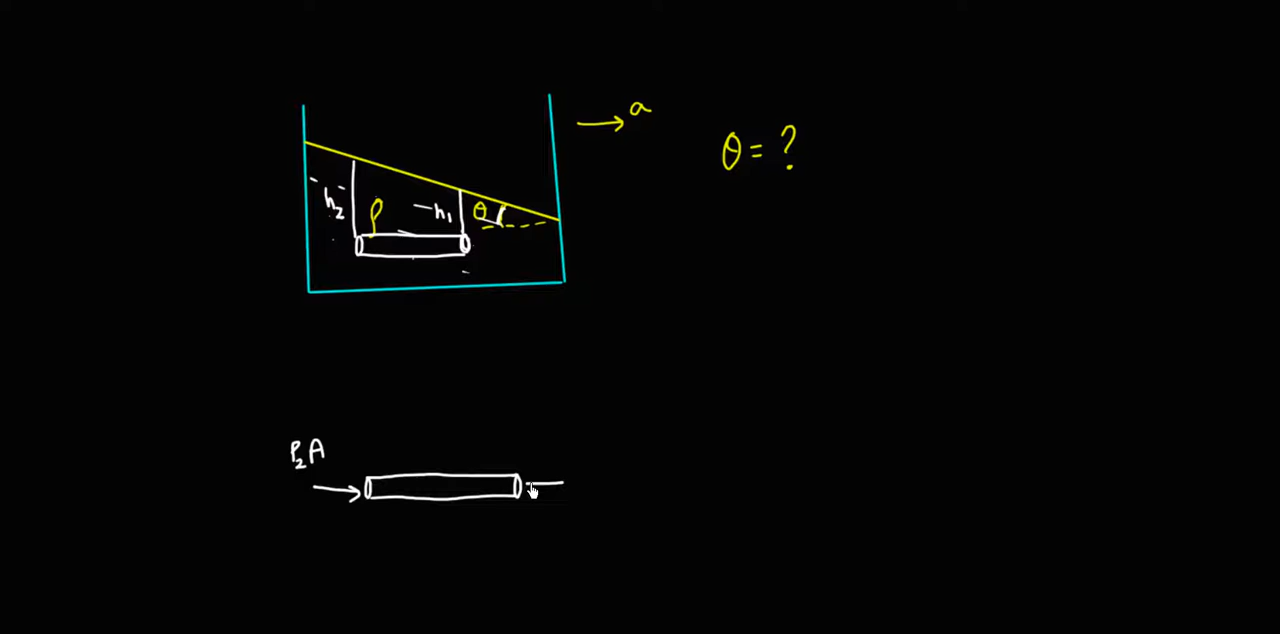 a
θ = ?
h₂
ρ
h₁
θ
P₂A